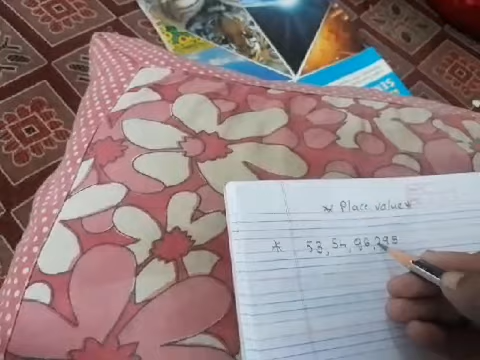 * Place value *
* 53, 54, 96, 295